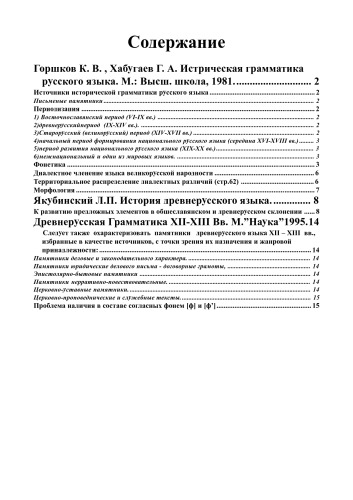 Содержание
Горшков К. В. , Хабугаев Г. А. Истрическая грамматика
русского языка. М.: Высш. школа, 1981. ................... 2
Источники исторической грамматики русского языка ............................................ 2
Письменные памятники ............................................ 2
Периодизация ............................................ 2
1) Восточнославянский период (VI-IX вв.) ............................................ 2
2)древнерусскийпериод (IX-XIV вв.). ............................................ 2
3)Старорусский (великорусский) период (XIV-XVII вв.) ............................................ 2
4)начальный период формирования национального русского языка (середина XVI-XVIII вв.) ......... 3
5)период развития национального русского языка (XIX-XX вв.) ............................................ 3
6)межнациональный и один из мировых языков. ............................................ 3
Фонетика ............................................ 3
Диалектное членение языка великорусской народности ............................................ 6
Территориальное распределение диалектных различий (стр.62) ............................................ 6
Морфология ............................................ 7
Якубинский Л.П. История древнерусского языка. ............ 8
К развитию предложных элементов в общеславянском и древнерусском склонении ...... 8
Древнерусская Грамматика XII-XIII Вв. М."Наука"1995. 14
Следует также охарактеризовать памятники древнерусского языка XII – XIII вв.,
избранные в качестве источников, с точки зрения их назначения и жанровой
принадлежности: ............................................ 14
Памятники деловые и законодательного характера. ............................................ 14
Памятники юридические делового письма - договорные грамоты, ............................................ 14
Эпистолярно-бытовые памятники ............................................ 14
Памятники нерративно-повествовательные. ............................................ 14
Церковно-уставные памятники. ............................................ 14
Церковно-проповеднические и служебные тексты. ............................................ 15
Проблема наличия в составе согласных фонем [ф] и [ф'] ............................................ 15